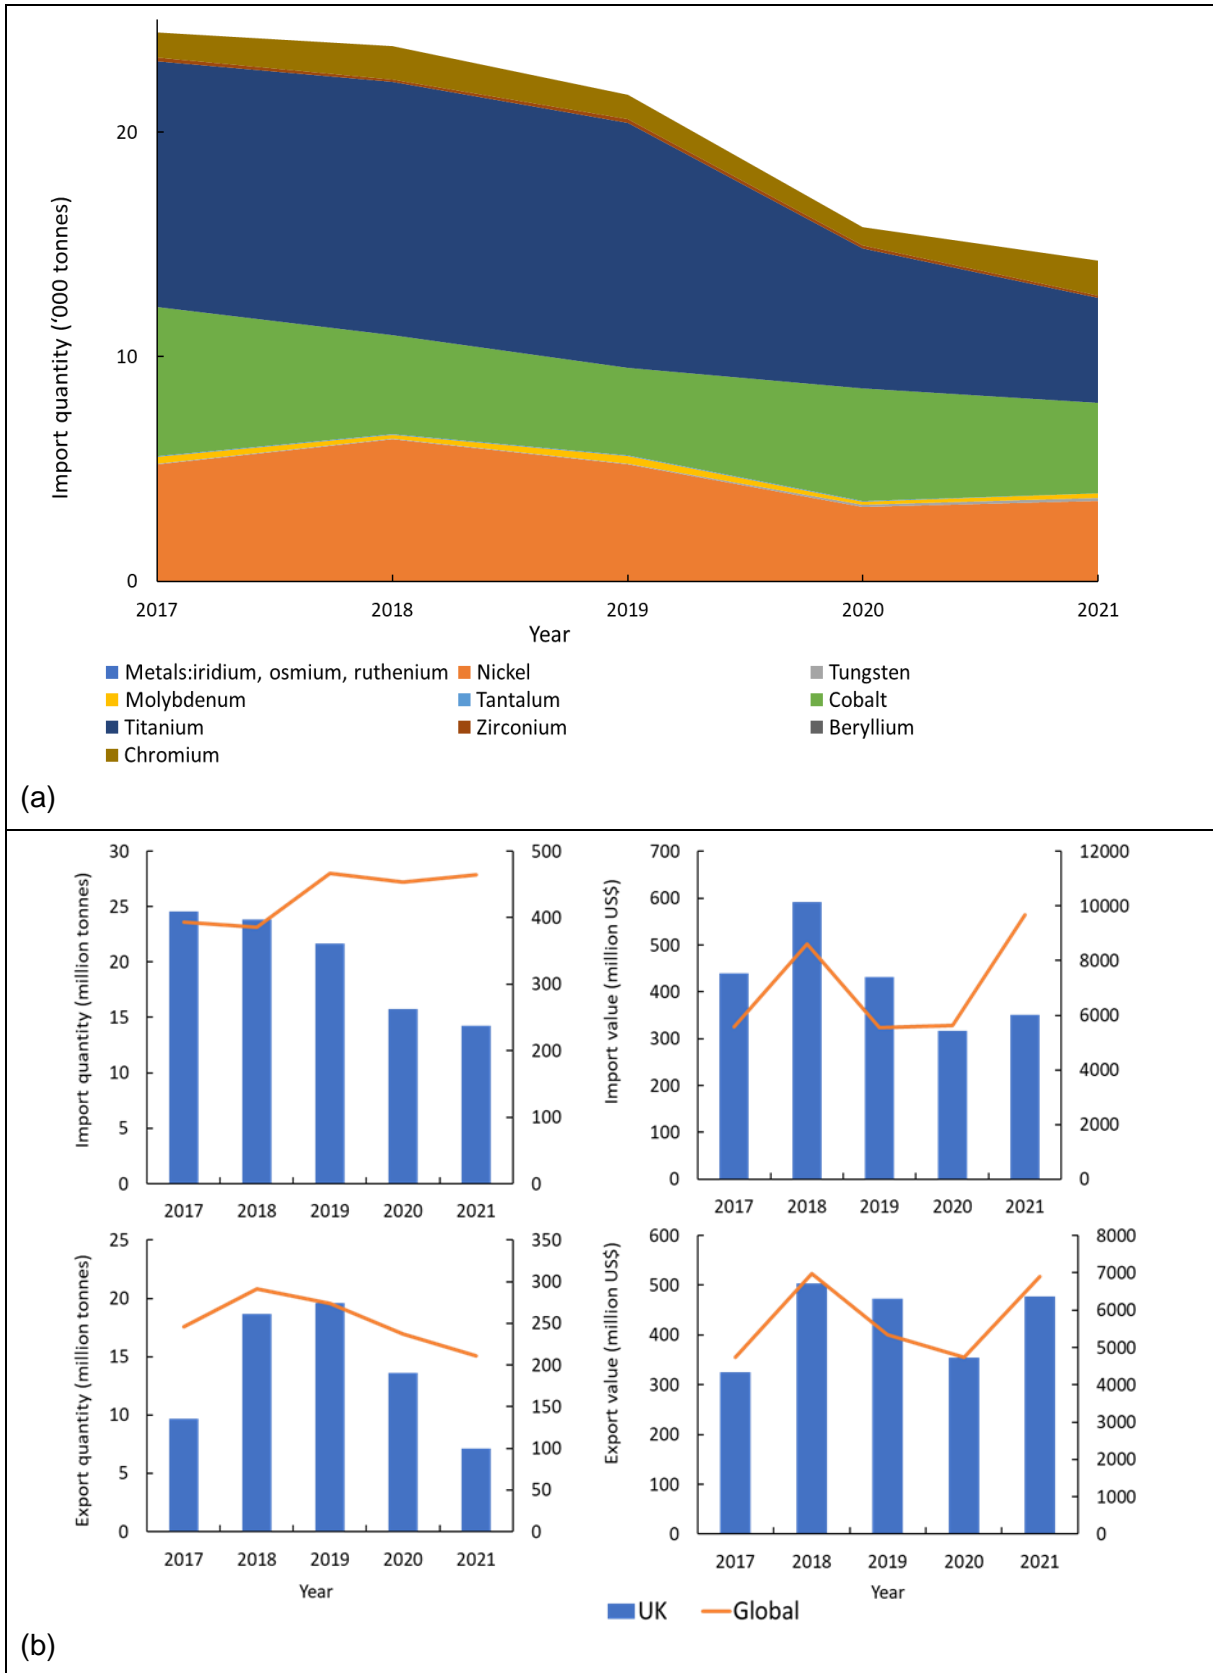 Import quantity (‘000 tonnes)
20
10
0
2017 2018 2019 2020 2021
Year
Metals:iridium, osmium, ruthenium Nickel Tungsten
Molybdenum Tantalum Cobalt
Titanium Zirconium Beryllium
Chromium
(a)
Import quantity (million tonnes)
30 500
25 400
20 300
15 200
10 100
5 0
0
2017 2018 2019 2020 2021
Import value (million US$)
700 12000
600 10000
500 8000
400 6000
300 4000
200 2000
100 0
0
2017 2018 2019 2020 2021
Export quantity (million tonnes)
25 350
20 300
15 250
10 200
5 150
0 100
50
0
2017 2018 2019 2020 2021
Year
Export value (million US$)
600 8000
500 7000
400 6000
300 5000
200 4000
100 3000
0 2000
1000
0
2017 2018 2019 2020 2021
Year
UK Global
(b)